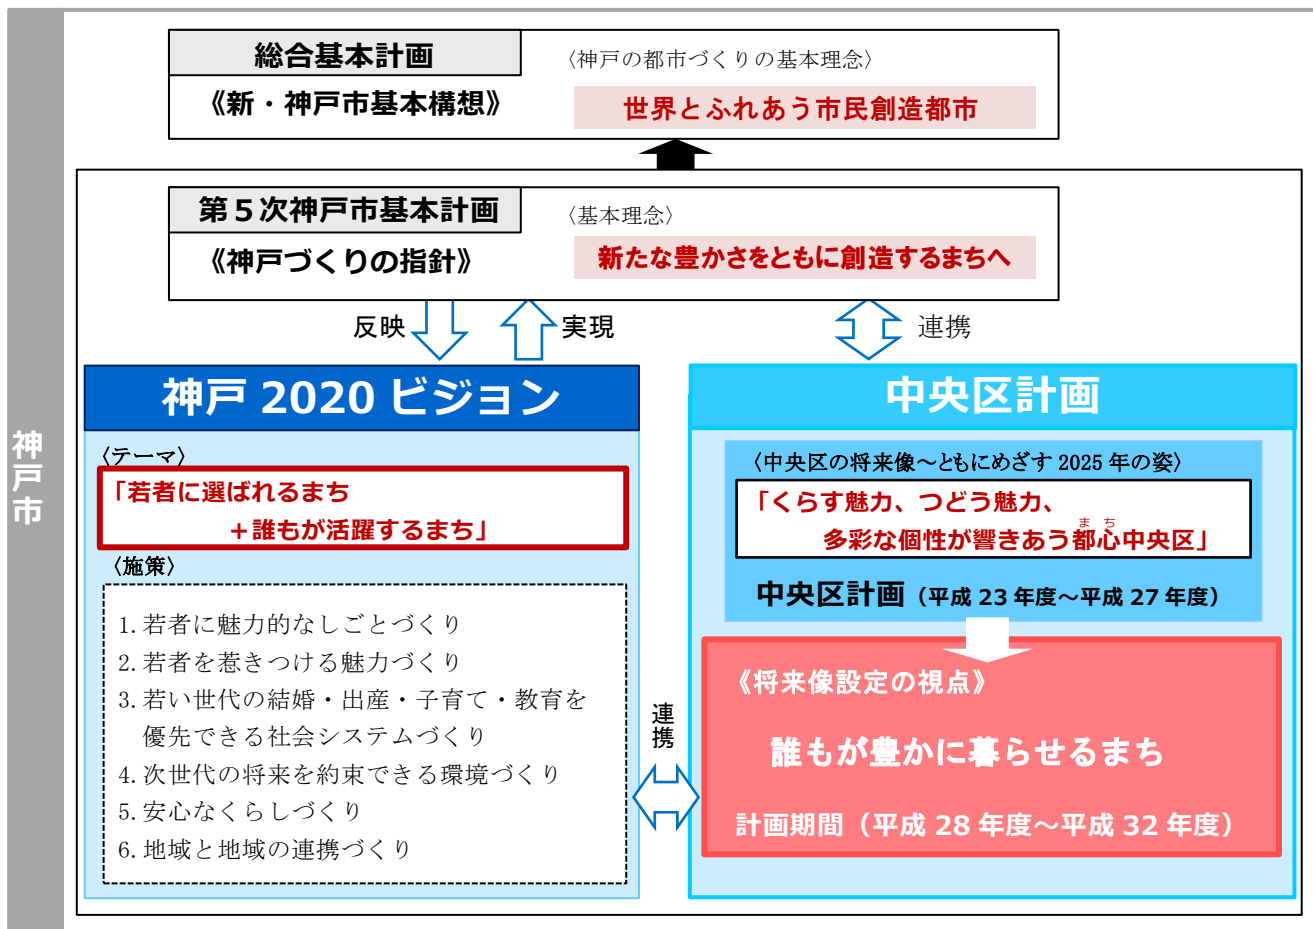 神戸市
総合基本計画
《新・神戸市基本構想》
〈神戸の都市づくりの基本理念〉
世界とふれあう市民創造都市
第５次神戸市基本計画
《神戸づくりの指針》
〈基本理念〉
新たな豊かさをともに創造するまちへ
反映
実現
連携
神戸 2020 ビジョン
〈テーマ〉
「若者に選ばれるまち
＋誰もが活躍するまち」
〈施策〉
1. 若者に魅力的なしごとづくり
2. 若者を惹きつける魅力づくり
3. 若い世代の結婚・出産・子育て・教育を
優先できる社会システムづくり
4. 次世代の将来を約束できる環境づくり
5. 安心なくらしづくり
6. 地域と地域の連携づくり
連携
中央区計画
〈中央区の将来像～ともにめざす 2025 年の姿〉
「くらす魅力、つどう魅力、
まち
多彩な個性が響きあう都心中央区」
中央区計画（平成 23 年度～平成 27 年度）
《将来像設定の視点》
誰もが豊かに暮らせるまち
計画期間（平成 28 年度～平成 32 年度）